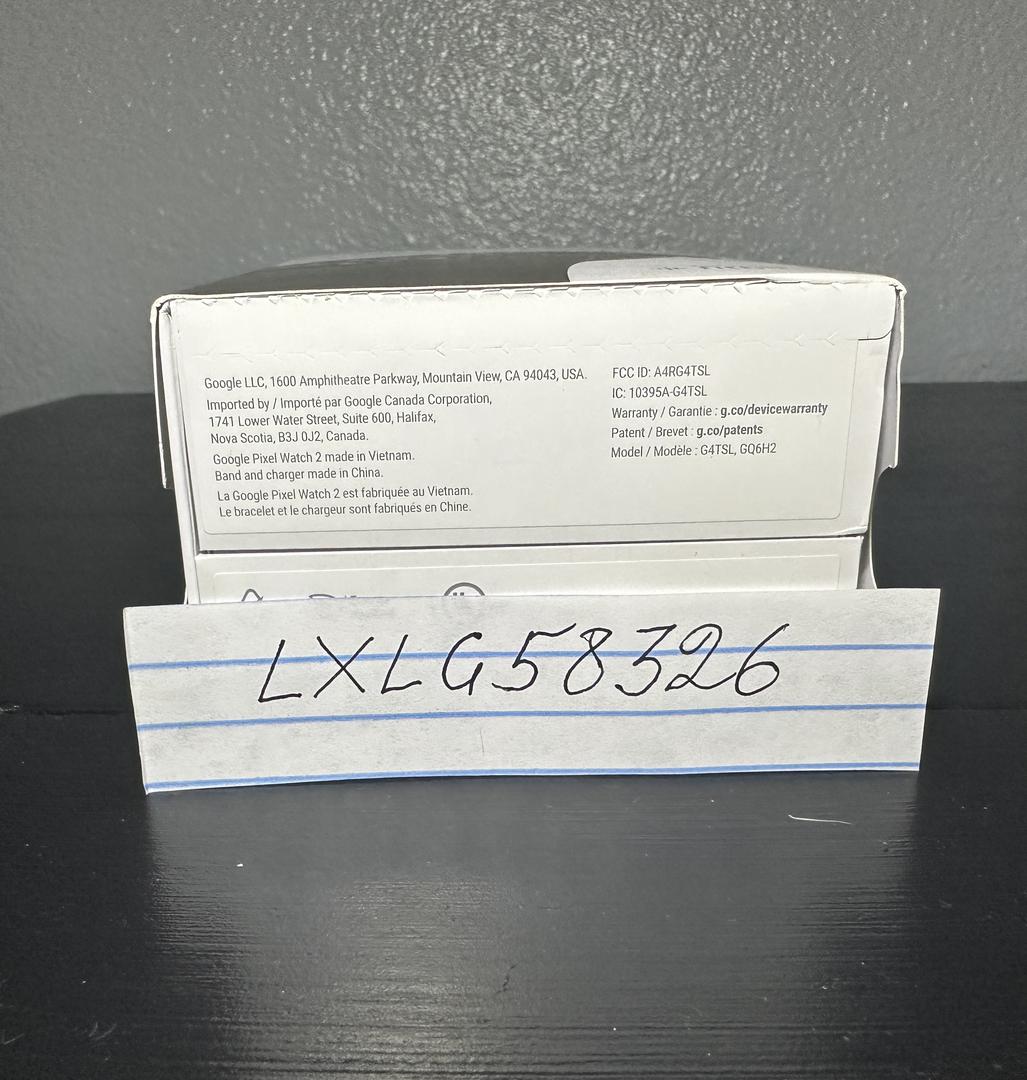 Google LLC, 1600 Amphitheatre Parkway, Mountain View, CA 94043, USA.
Imported by / Importé par Google Canada Corporation,
1741 Lower Water Street, Suite 600, Halifax,
Nova Scotia, B3J 0J2, Canada.
Google Pixel Watch 2 made in Vietnam.
Band and charger made in China.
La Google Pixel Watch 2 est fabriquée au Vietnam.
Le bracelet et le chargeur sont fabriqués en Chine.
FCC ID: A4RG4TSL
IC: 10395A-G4TSL
Warranty / Garantie : g.co/devicewarranty
Patent / Brevet : g.co/patents
Model / Modèle : G4TSL, GQ6H2
LXLG58326